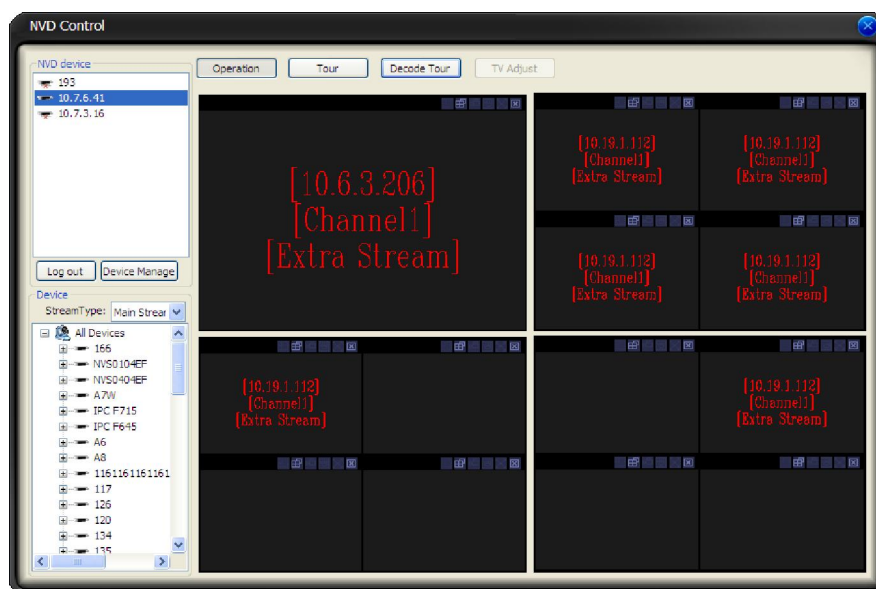 NVD Control
NVD device
193
10.7.6.41
10.7.3.16
Log out
Device Manage
Device
StreamType:
Main Strear
All Devices
166
NVS0104EF
NVS0404EF
A7W
IPC F715
IPC F645
A6
A8
1161161161161
117
126
120
134
135
Operation
Tour
Decode Tour
TV Adjust
[10.6.3.206]
[Channel1]
[Extra Stream]
[10.19.1.112]
[Channel1]
[Extra Stream]
[10.19.1.112]
[Channel1]
[Extra Stream]
[10.19.1.112]
[Channel1]
[Extra Stream]
[10.19.1.112]
[Channel1]
[Extra Stream]
[10.19.1.112]
[Channel1]
[Extra Stream]
[10.19.1.112]
[Channel1]
[Extra Stream]